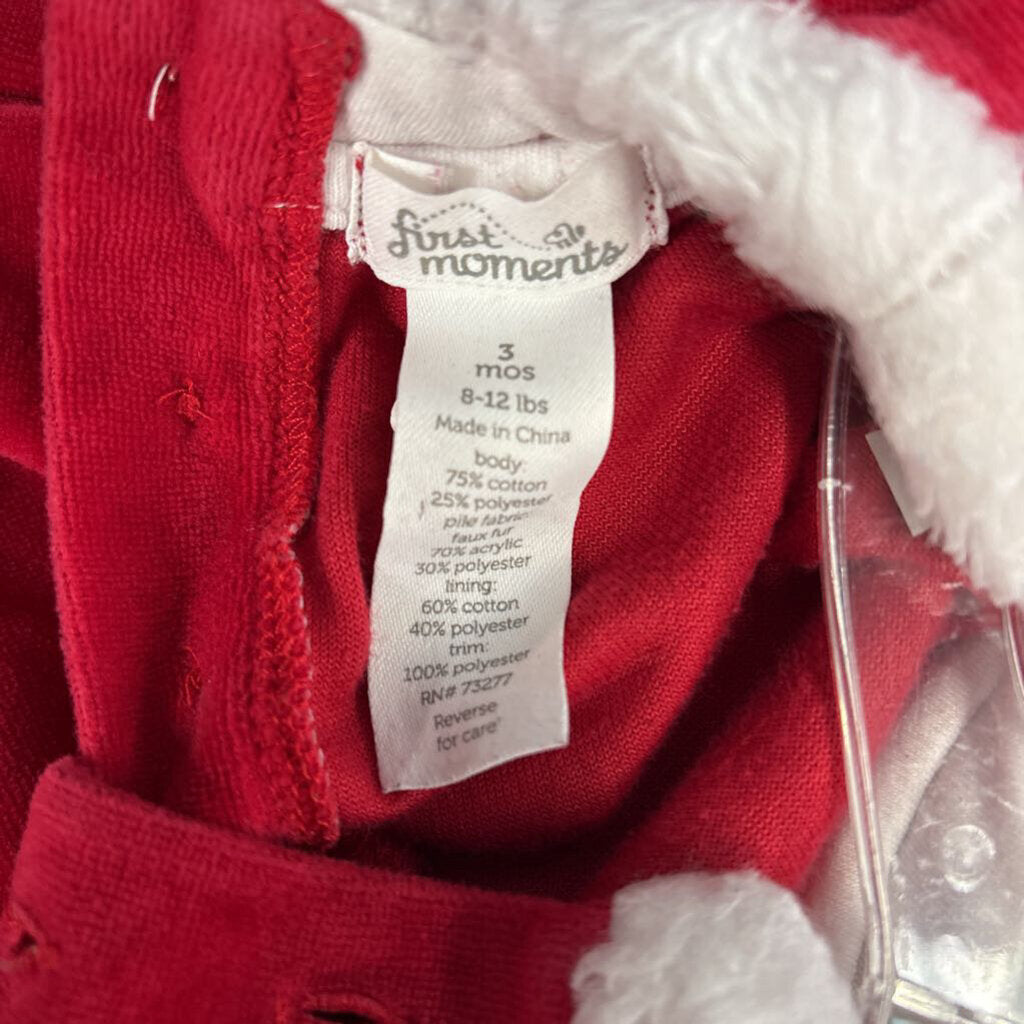 first
moments
3
mos
8-12 lbs
Made in China
body:
75% cotton
25% polyester
pile fabric:
faux fur
70% acrylic
30% polyester
lining:
60% cotton
40% polyester
trim:
100% polyester
RN# 73277
Reverse
for care